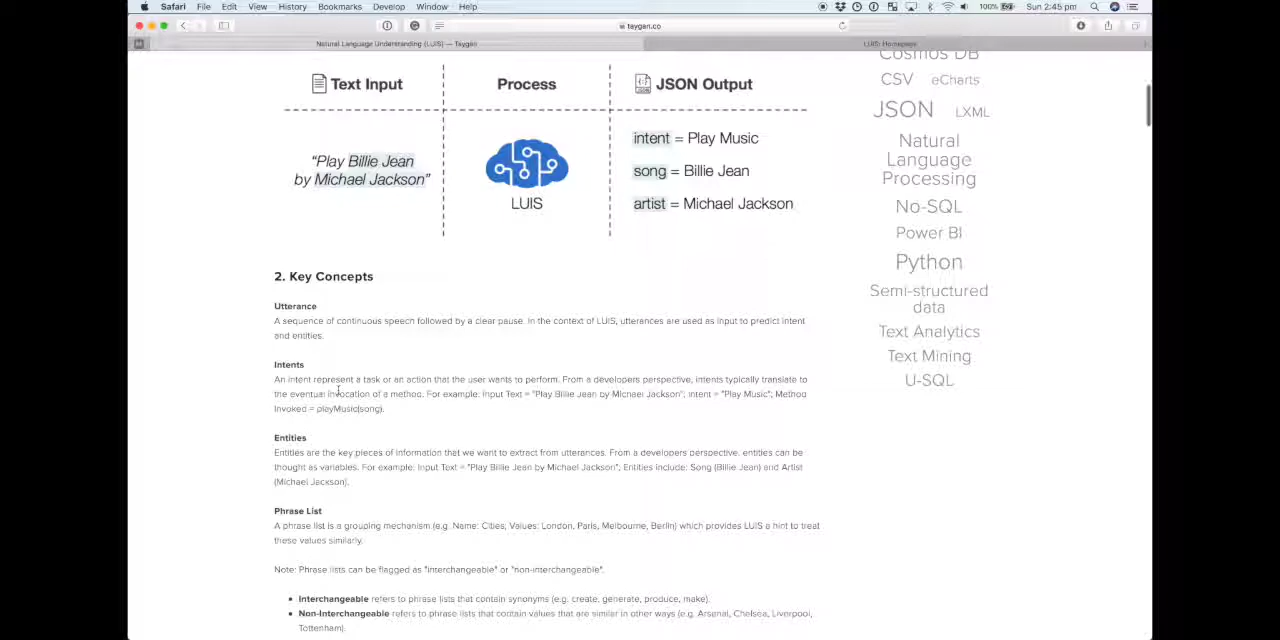 Safari File Edit View History Bookmarks Develop Window Help 100% Sun 2:45 pm
taygan.co
Natural Language Understanding (LUIS) — Taygan LUIS: Homepage
Text Input Process JSON Output
"Play Billie Jean
by Michael Jackson"
LUIS
intent = Play Music
song = Billie Jean
artist = Michael Jackson
2. Key Concepts
Utterance
A sequence of continuous speech followed by a clear pause. In the context of LUIS, utterances are used as input to predict intent
and entities.
Intents
An intent represent a task or an action that the user wants to perform. From a developers perspective, intents typically translate to
the eventual invocation of a method. For example: Input Text = "Play Billie Jean by Michael Jackson"; Intent = "Play Music"; Method
Invoked = playMusic(song).
Entities
Entities are the key pieces of information that we want to extract from utterances. From a developers perspective, entities can be
thought as variables. For example: Input Text = "Play Billie Jean by Michael Jackson"; Entities include: Song (Billie Jean) and Artist
(Michael Jackson).
Phrase List
A phrase list is a grouping mechanism (e.g. Name: Cities; Values: London, Paris, Melbourne, Berlin) which provides LUIS a hint to treat
these values similarly.
Note: Phrase lists can be flagged as "interchangeable" or "non-interchangeable".
• Interchangeable refers to phrase lists that contain synonyms (e.g. create, generate, produce, make).
• Non-Interchangeable refers to phrase lists that contain values that are similar in other ways (e.g. Arsenal, Chelsea, Liverpool,
Tottenham).
Cosmos DB
CSV eCharts
JSON LXML
Natural
Language
Processing
No-SQL
Power BI
Python
Semi-structured
data
Text Analytics
Text Mining
U-SQL